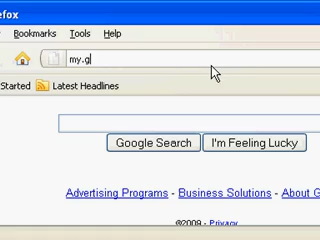 efox
Bookmarks Tools Help
my.g
Started Latest Headlines
Google Search I'm Feeling Lucky
Advertising Programs - Business Solutions - About G
©2009 - Privacy